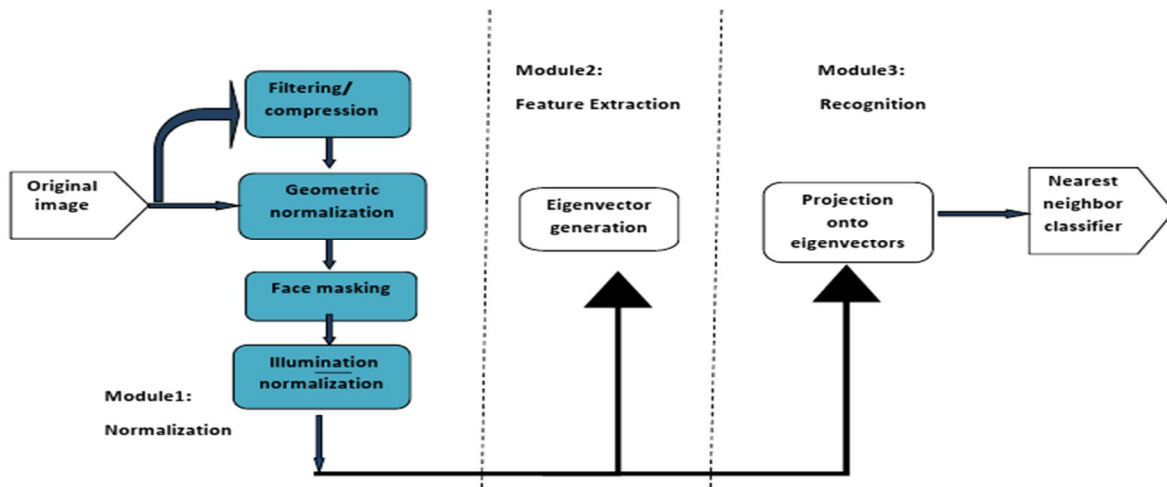 Original
image
Filtering/
compression
Geometric
normalization
Face masking
Illumination
normalization
Module1:
Normalization
Module2:
Feature Extraction
Eigenvector
generation
Module3:
Recognition
Projection
onto
eigenvectors
Nearest
neighbor
classifier